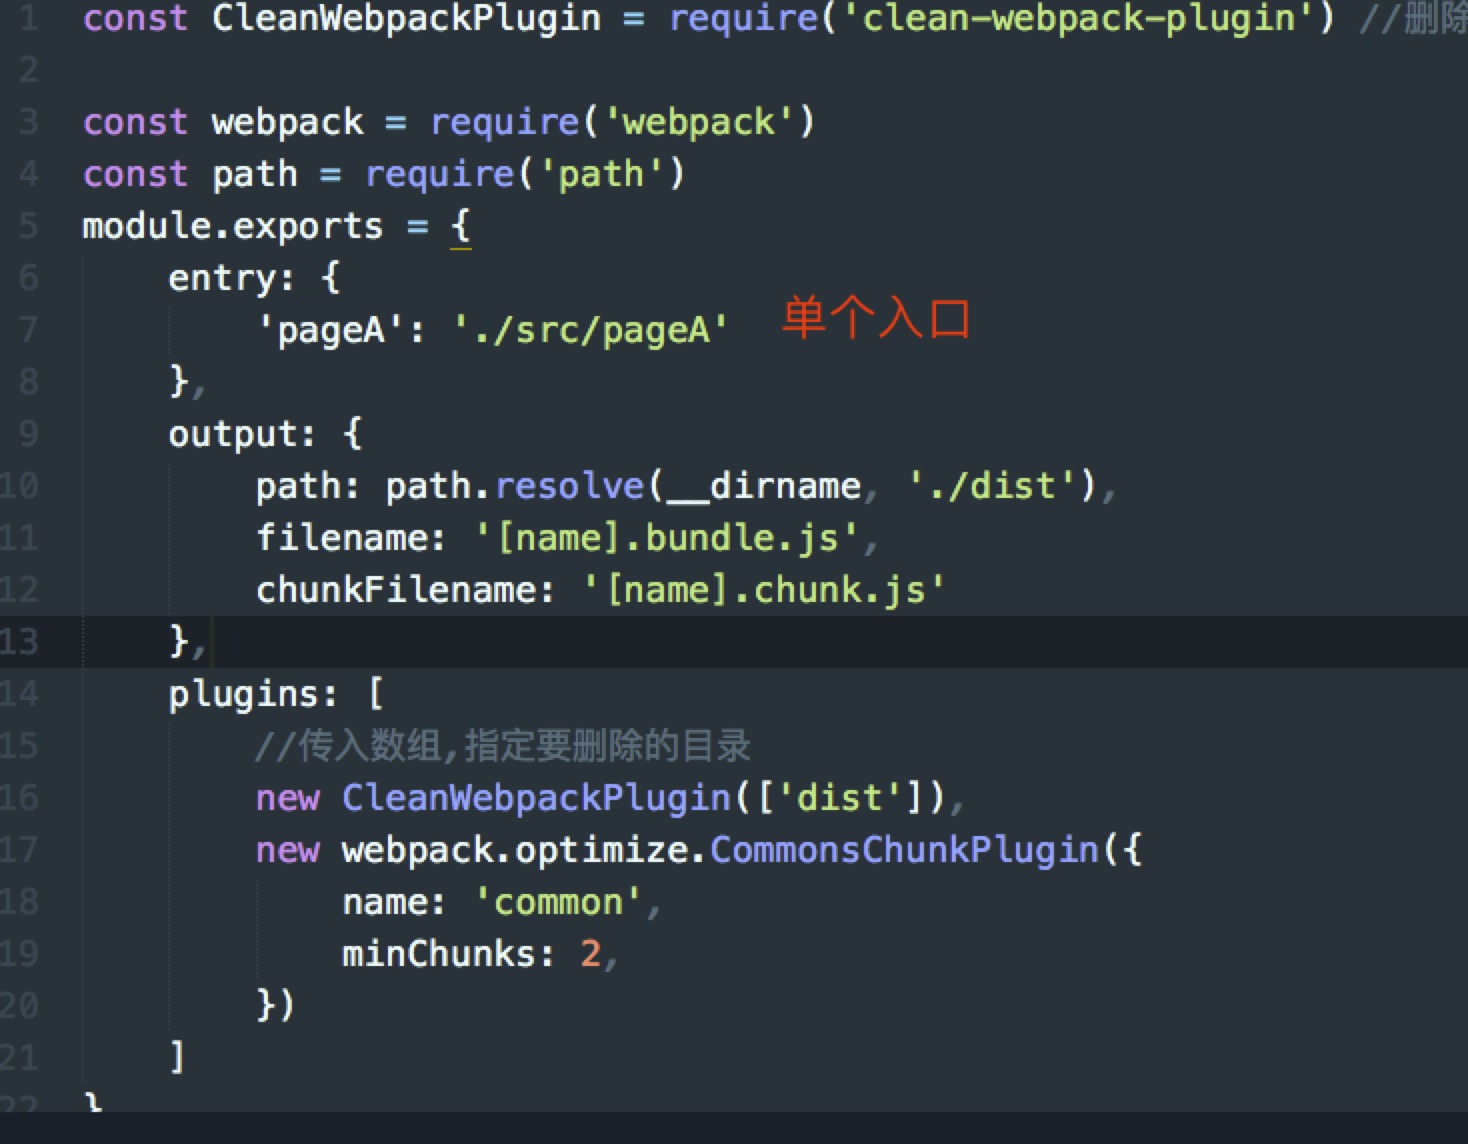 1 const CleanWebpackPlugin = require('clean-webpack-plugin') //删除
2
3 const webpack = require('webpack')
4 const path = require('path')
5 module.exports = {
6 entry: {
7 'pageA': './src/pageA' 单个入口
8 },
9 output: {
10 path: path.resolve(__dirname, './dist'),
11 filename: '[name].bundle.js',
12 chunkFilename: '[name].chunk.js'
13 },
14 plugins: [
15 //传入数组,指定要删除的目录
16 new CleanWebpackPlugin(['dist']),
17 new webpack.optimize.CommonsChunkPlugin({
18 name: 'common',
19 minChunks: 2,
20 })
21 ]
22 }